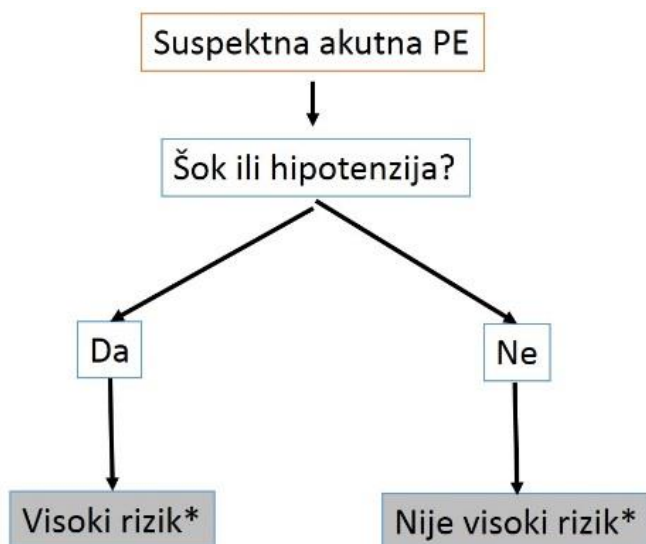 Suspektna akutna PE
Šok ili hipotenzija?
Da
Ne
Visoki rizik*
Nije visoki rizik*